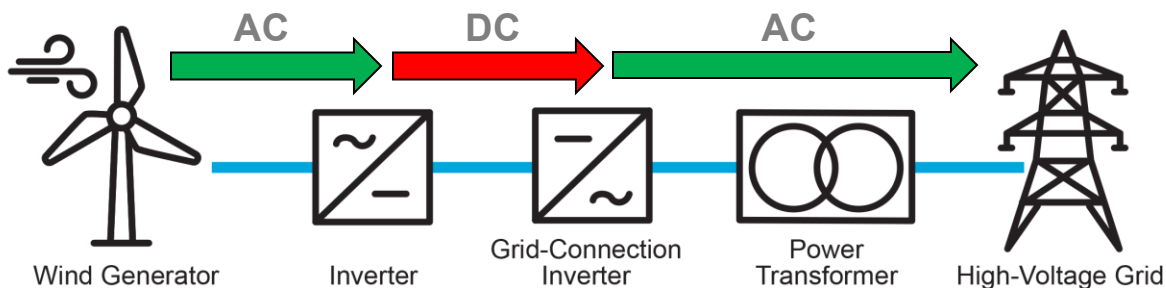 AC
DC
AC
Wind Generator
Inverter
Grid-Connection
Inverter
Power
Transformer
High-Voltage Grid